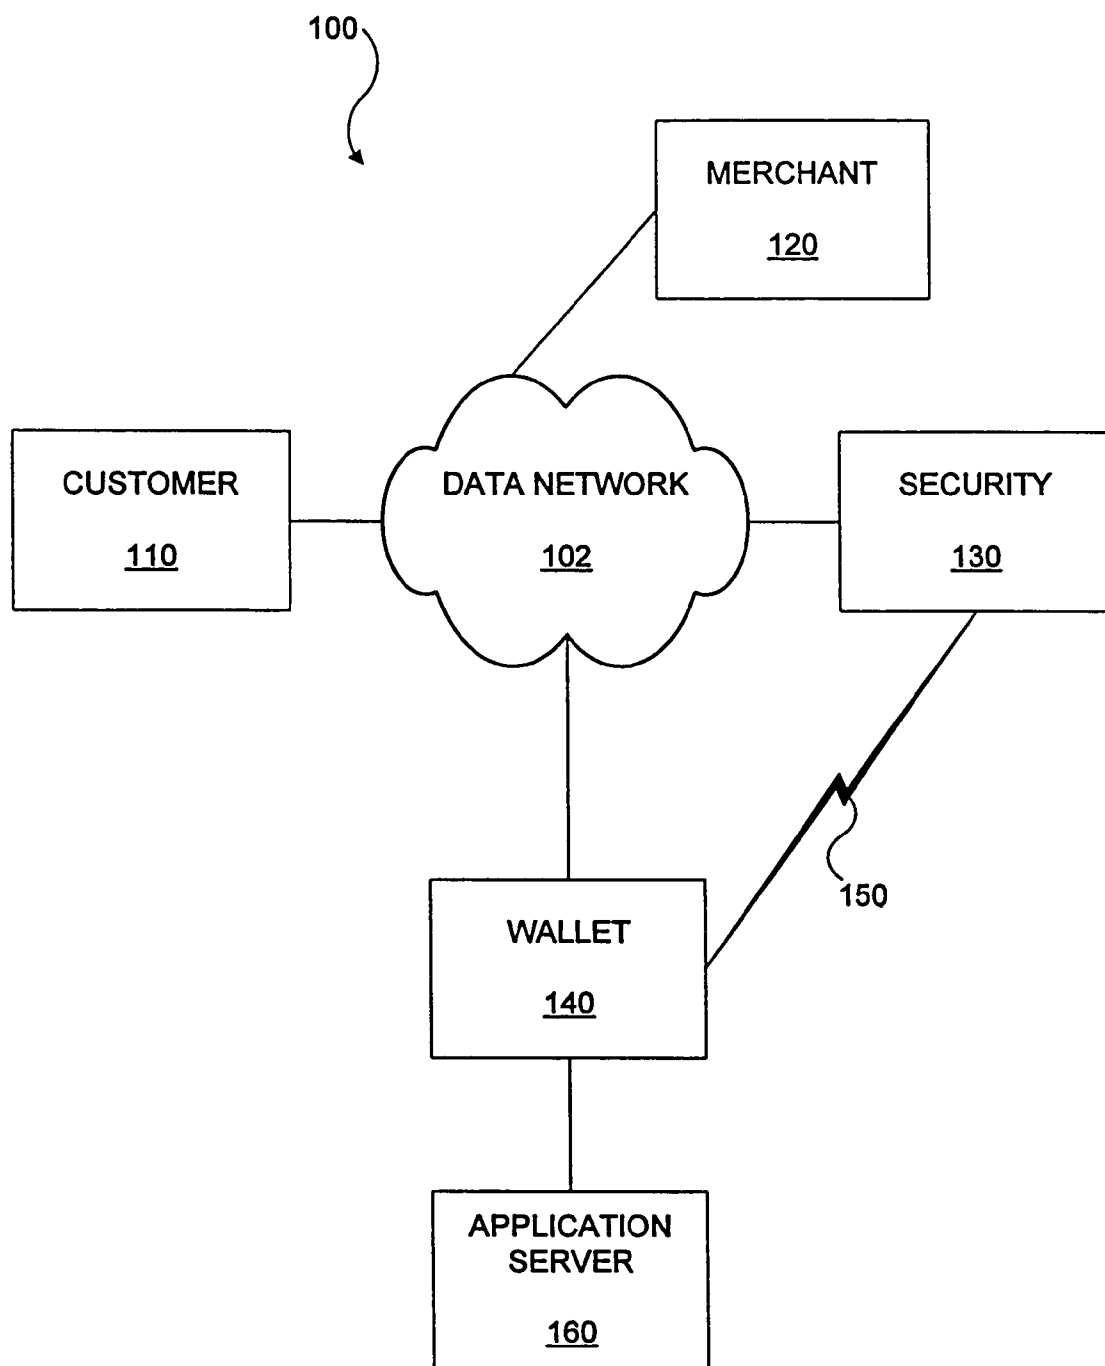 100
MERCHANT
120
CUSTOMER
110
DATA NETWORK
102
SECURITY
130
150
WALLET
140
APPLICATION
SERVER
160